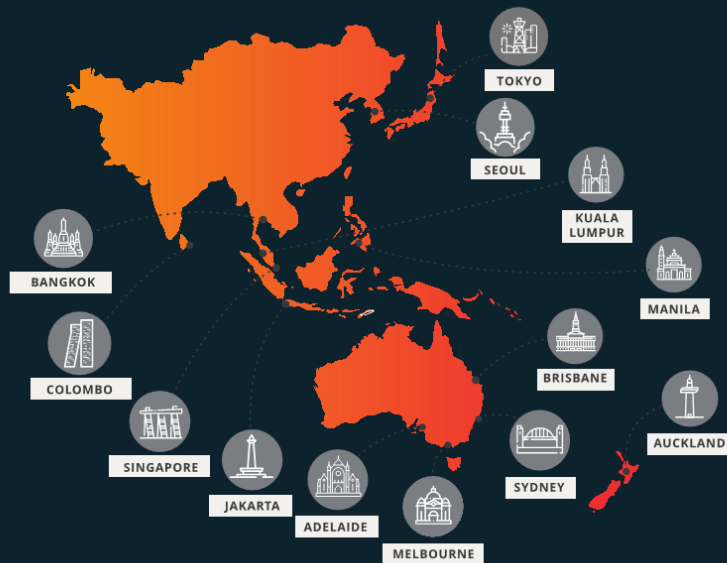 TOKYO
SEOUL
KUALA
LUMPUR
BANGKOK
MANILA
COLOMBO
BRISBANE
AUCKLAND
SINGAPORE
SYDNEY
JAKARTA
ADELAIDE
MELBOURNE